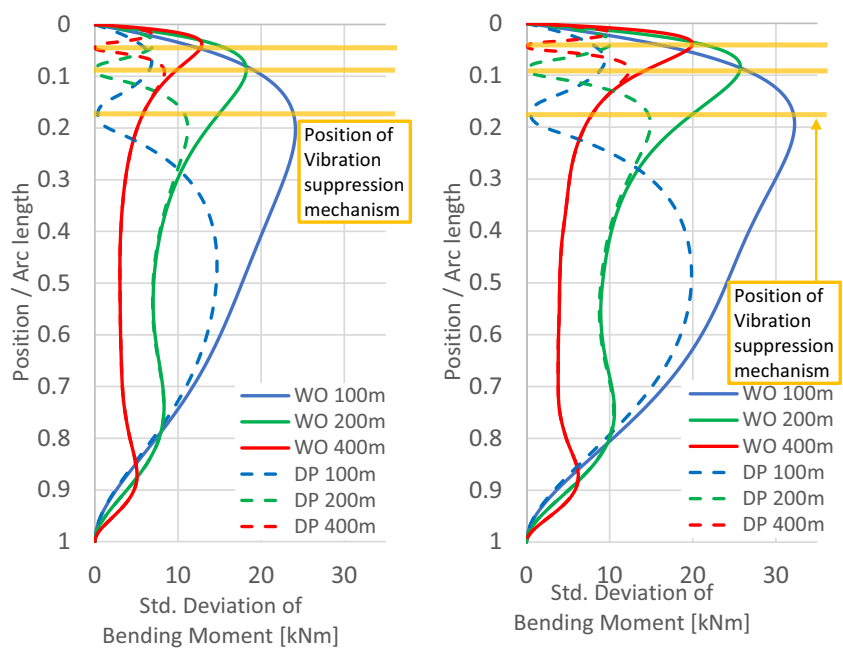 0
0.1
0.2
0.3
0.4
0.5
0.6
0.7
0.8
0.9
1
Position / Arc length
Position of
Vibration
suppression
mechanism
WO 100m
WO 200m
WO 400m
DP 100m
DP 200m
DP 400m
0 10 20 30
Std. Deviation of
Bending Moment [kNm]
0
0.1
0.2
0.3
0.4
0.5
0.6
0.7
0.8
0.9
1
Position / Arc length
Position of
Vibration
suppression
mechanism
WO 100m
WO 200m
WO 400m
DP 100m
DP 200m
DP 400m
0 10 20 30
Std. Deviation of
Bending Moment [kNm]